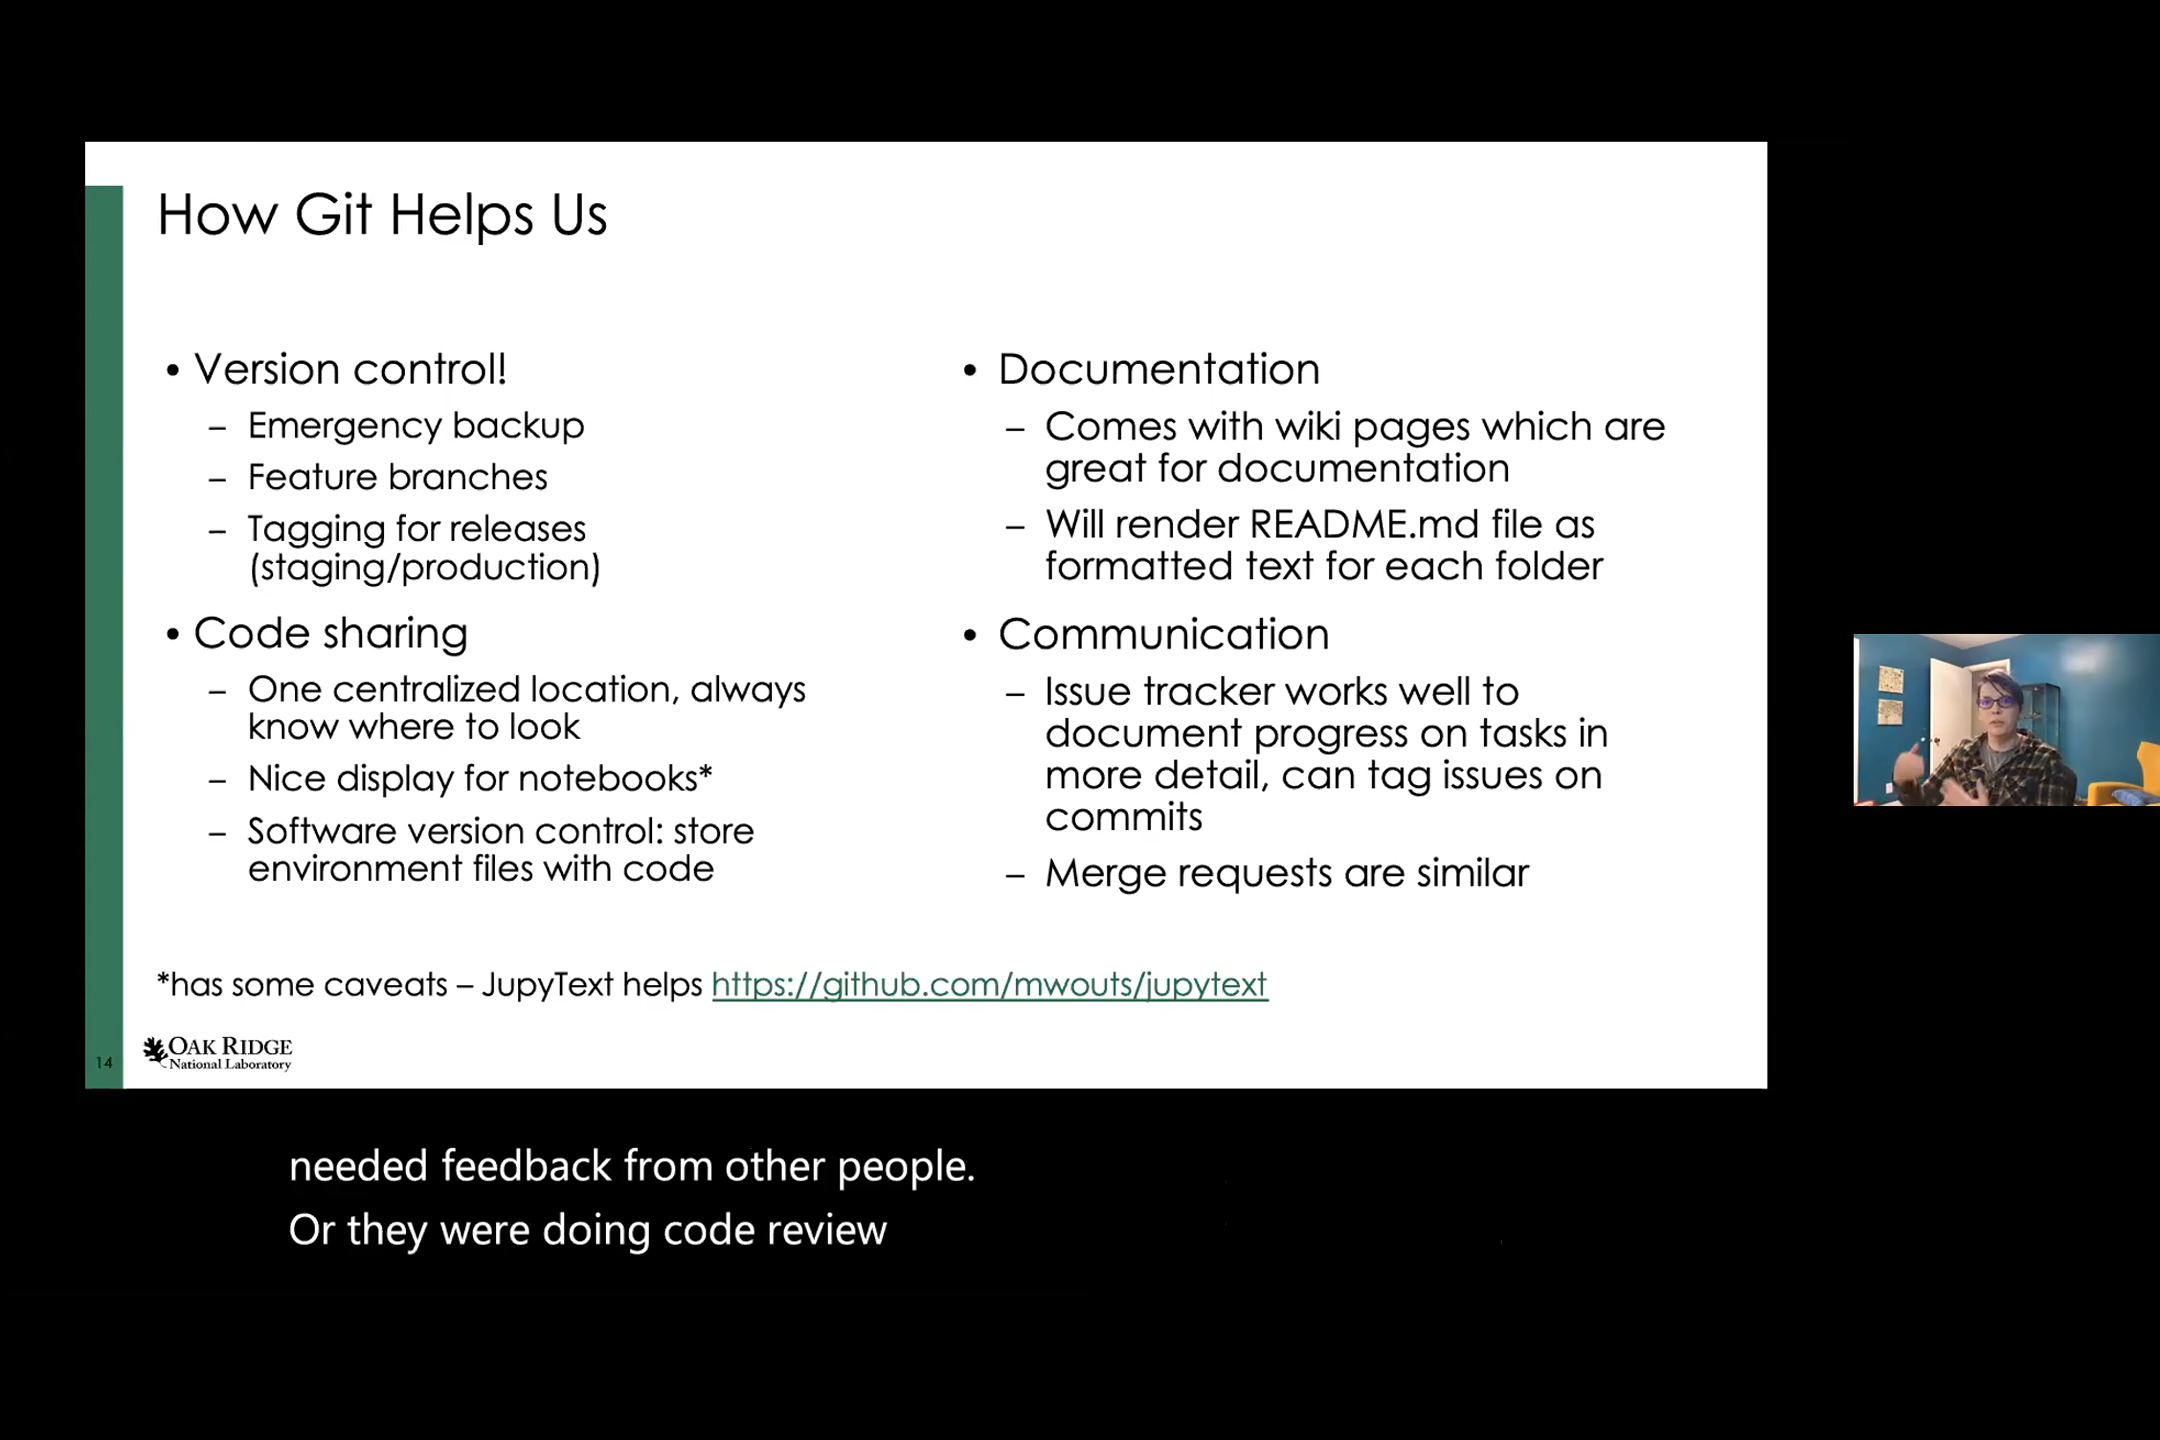 How Git Helps Us
• Version control!
– Emergency backup
– Feature branches
– Tagging for releases
(staging/production)
• Code sharing
– One centralized location, always
know where to look
– Nice display for notebooks*
– Software version control: store
environment files with code
• Documentation
– Comes with wiki pages which are
great for documentation
– Will render README.md file as
formatted text for each folder
• Communication
– Issue tracker works well to
document progress on tasks in
more detail, can tag issues on
commits
– Merge requests are similar
*has some caveats – JupyText helps https://github.com/mwouts/jupytext
14
OAK RIDGE
National Laboratory
needed feedback from other people.
Or they were doing code review